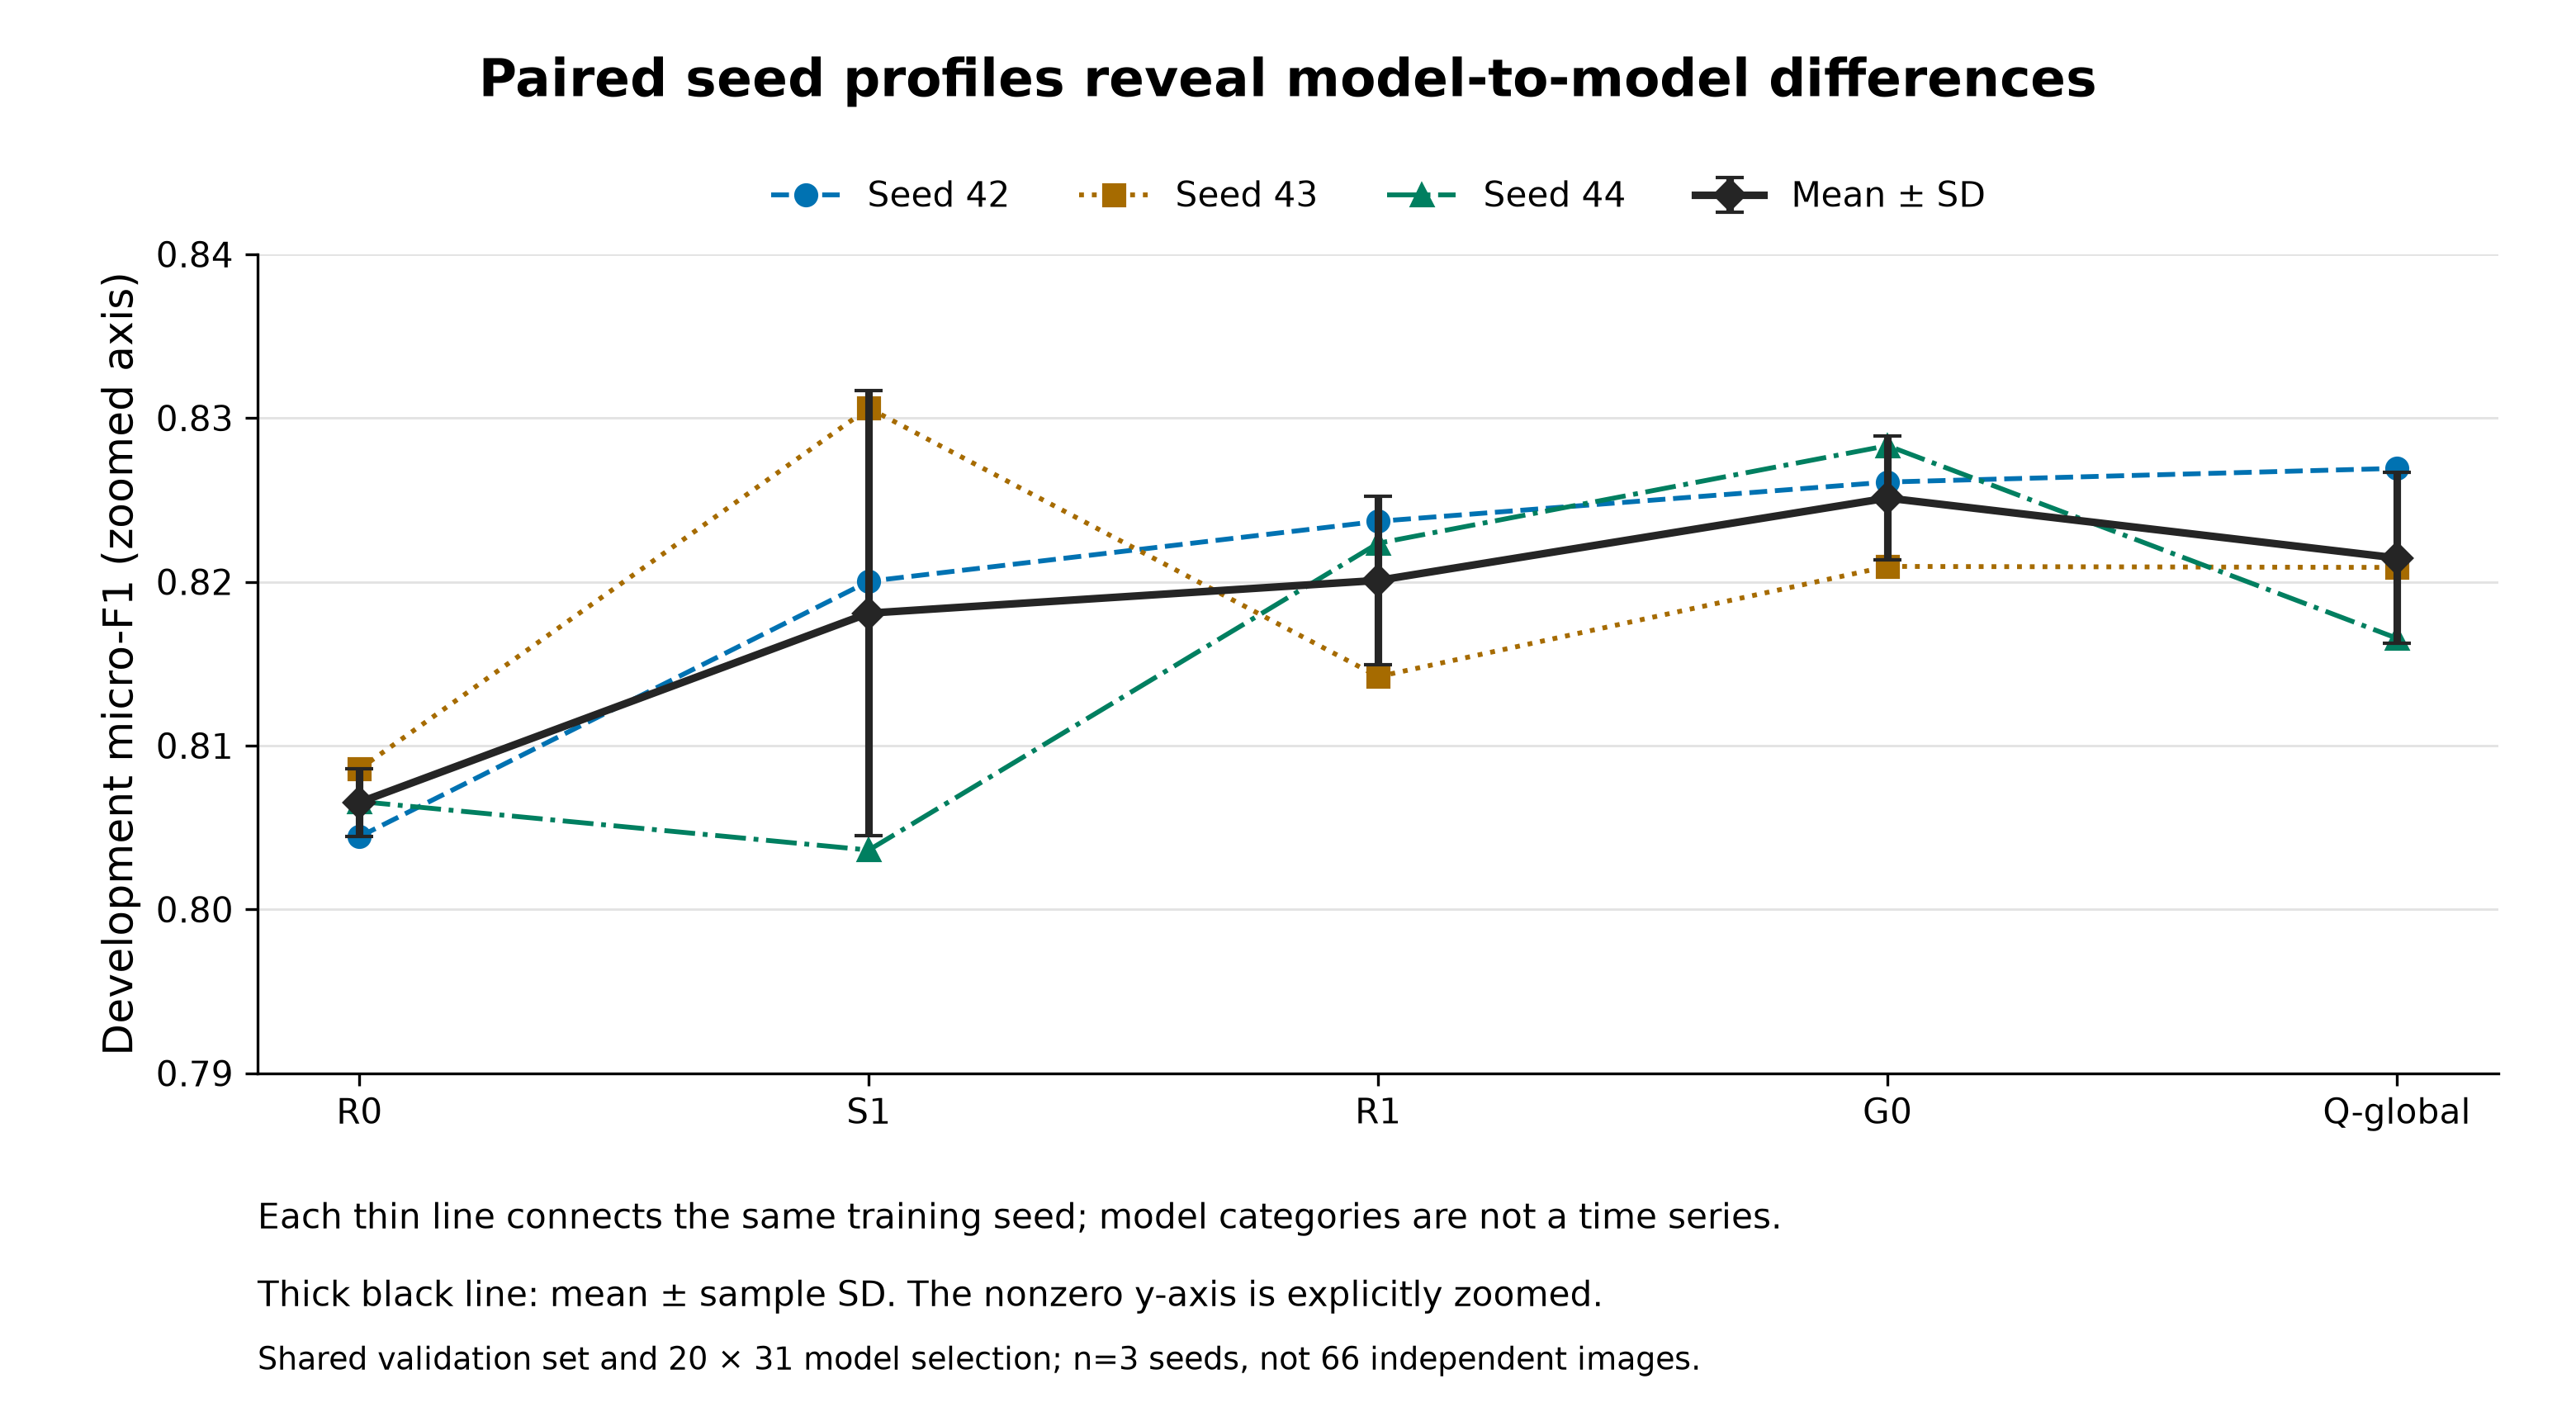 Paired seed profiles reveal model-to-model differences
Seed 42 Seed 43 Seed 44 Mean ± SD
Development micro-F1 (zoomed axis)
0.84
0.83
0.82
0.81
0.80
0.79
R0 S1 R1 G0 Q-global
Each thin line connects the same training seed; model categories are not a time series.
Thick black line: mean ± sample SD. The nonzero y-axis is explicitly zoomed.
Shared validation set and 20 × 31 model selection; n=3 seeds, not 66 independent images.